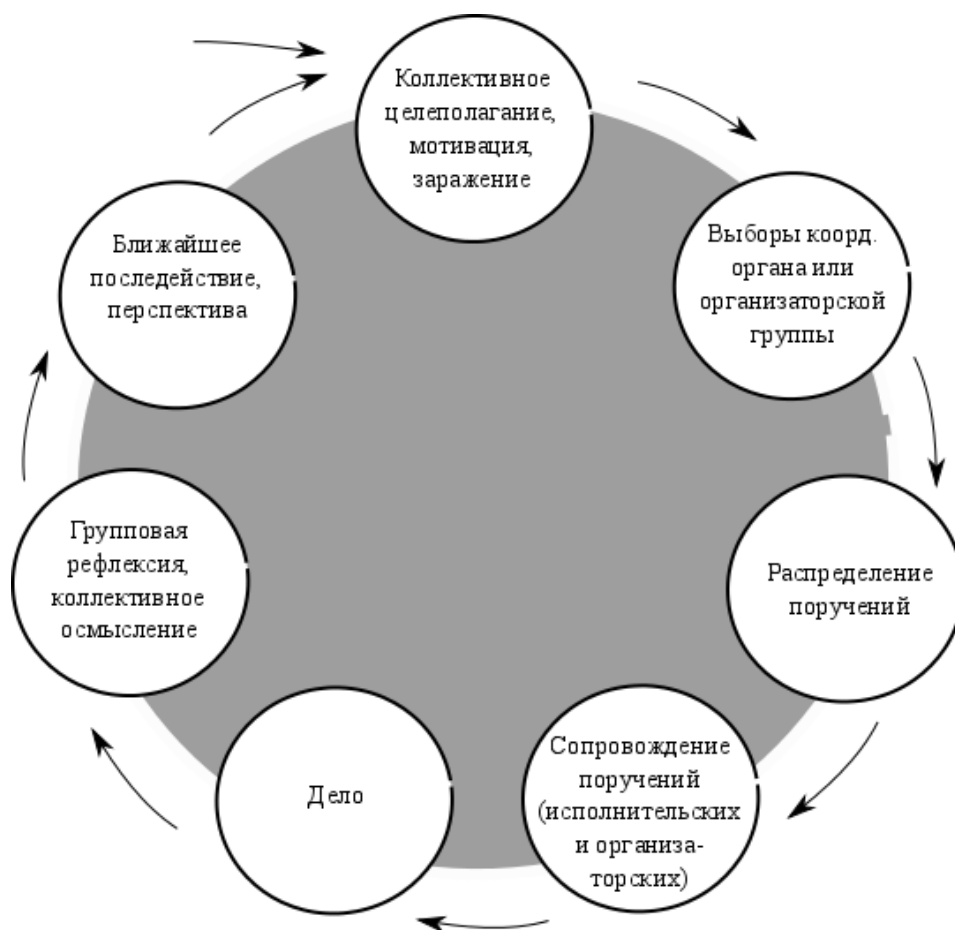 Коллективное
целеполагание,
мотивация,
заражение
Выборы коорд.
органа или
организаторской
группы
Распределение
поручений
Сопровождение
поручений
(исполнительских
и организа-
торских)
Дело
Групповая
рефлексия,
коллективное
осмысление
Ближайшее
последействие,
перспектива